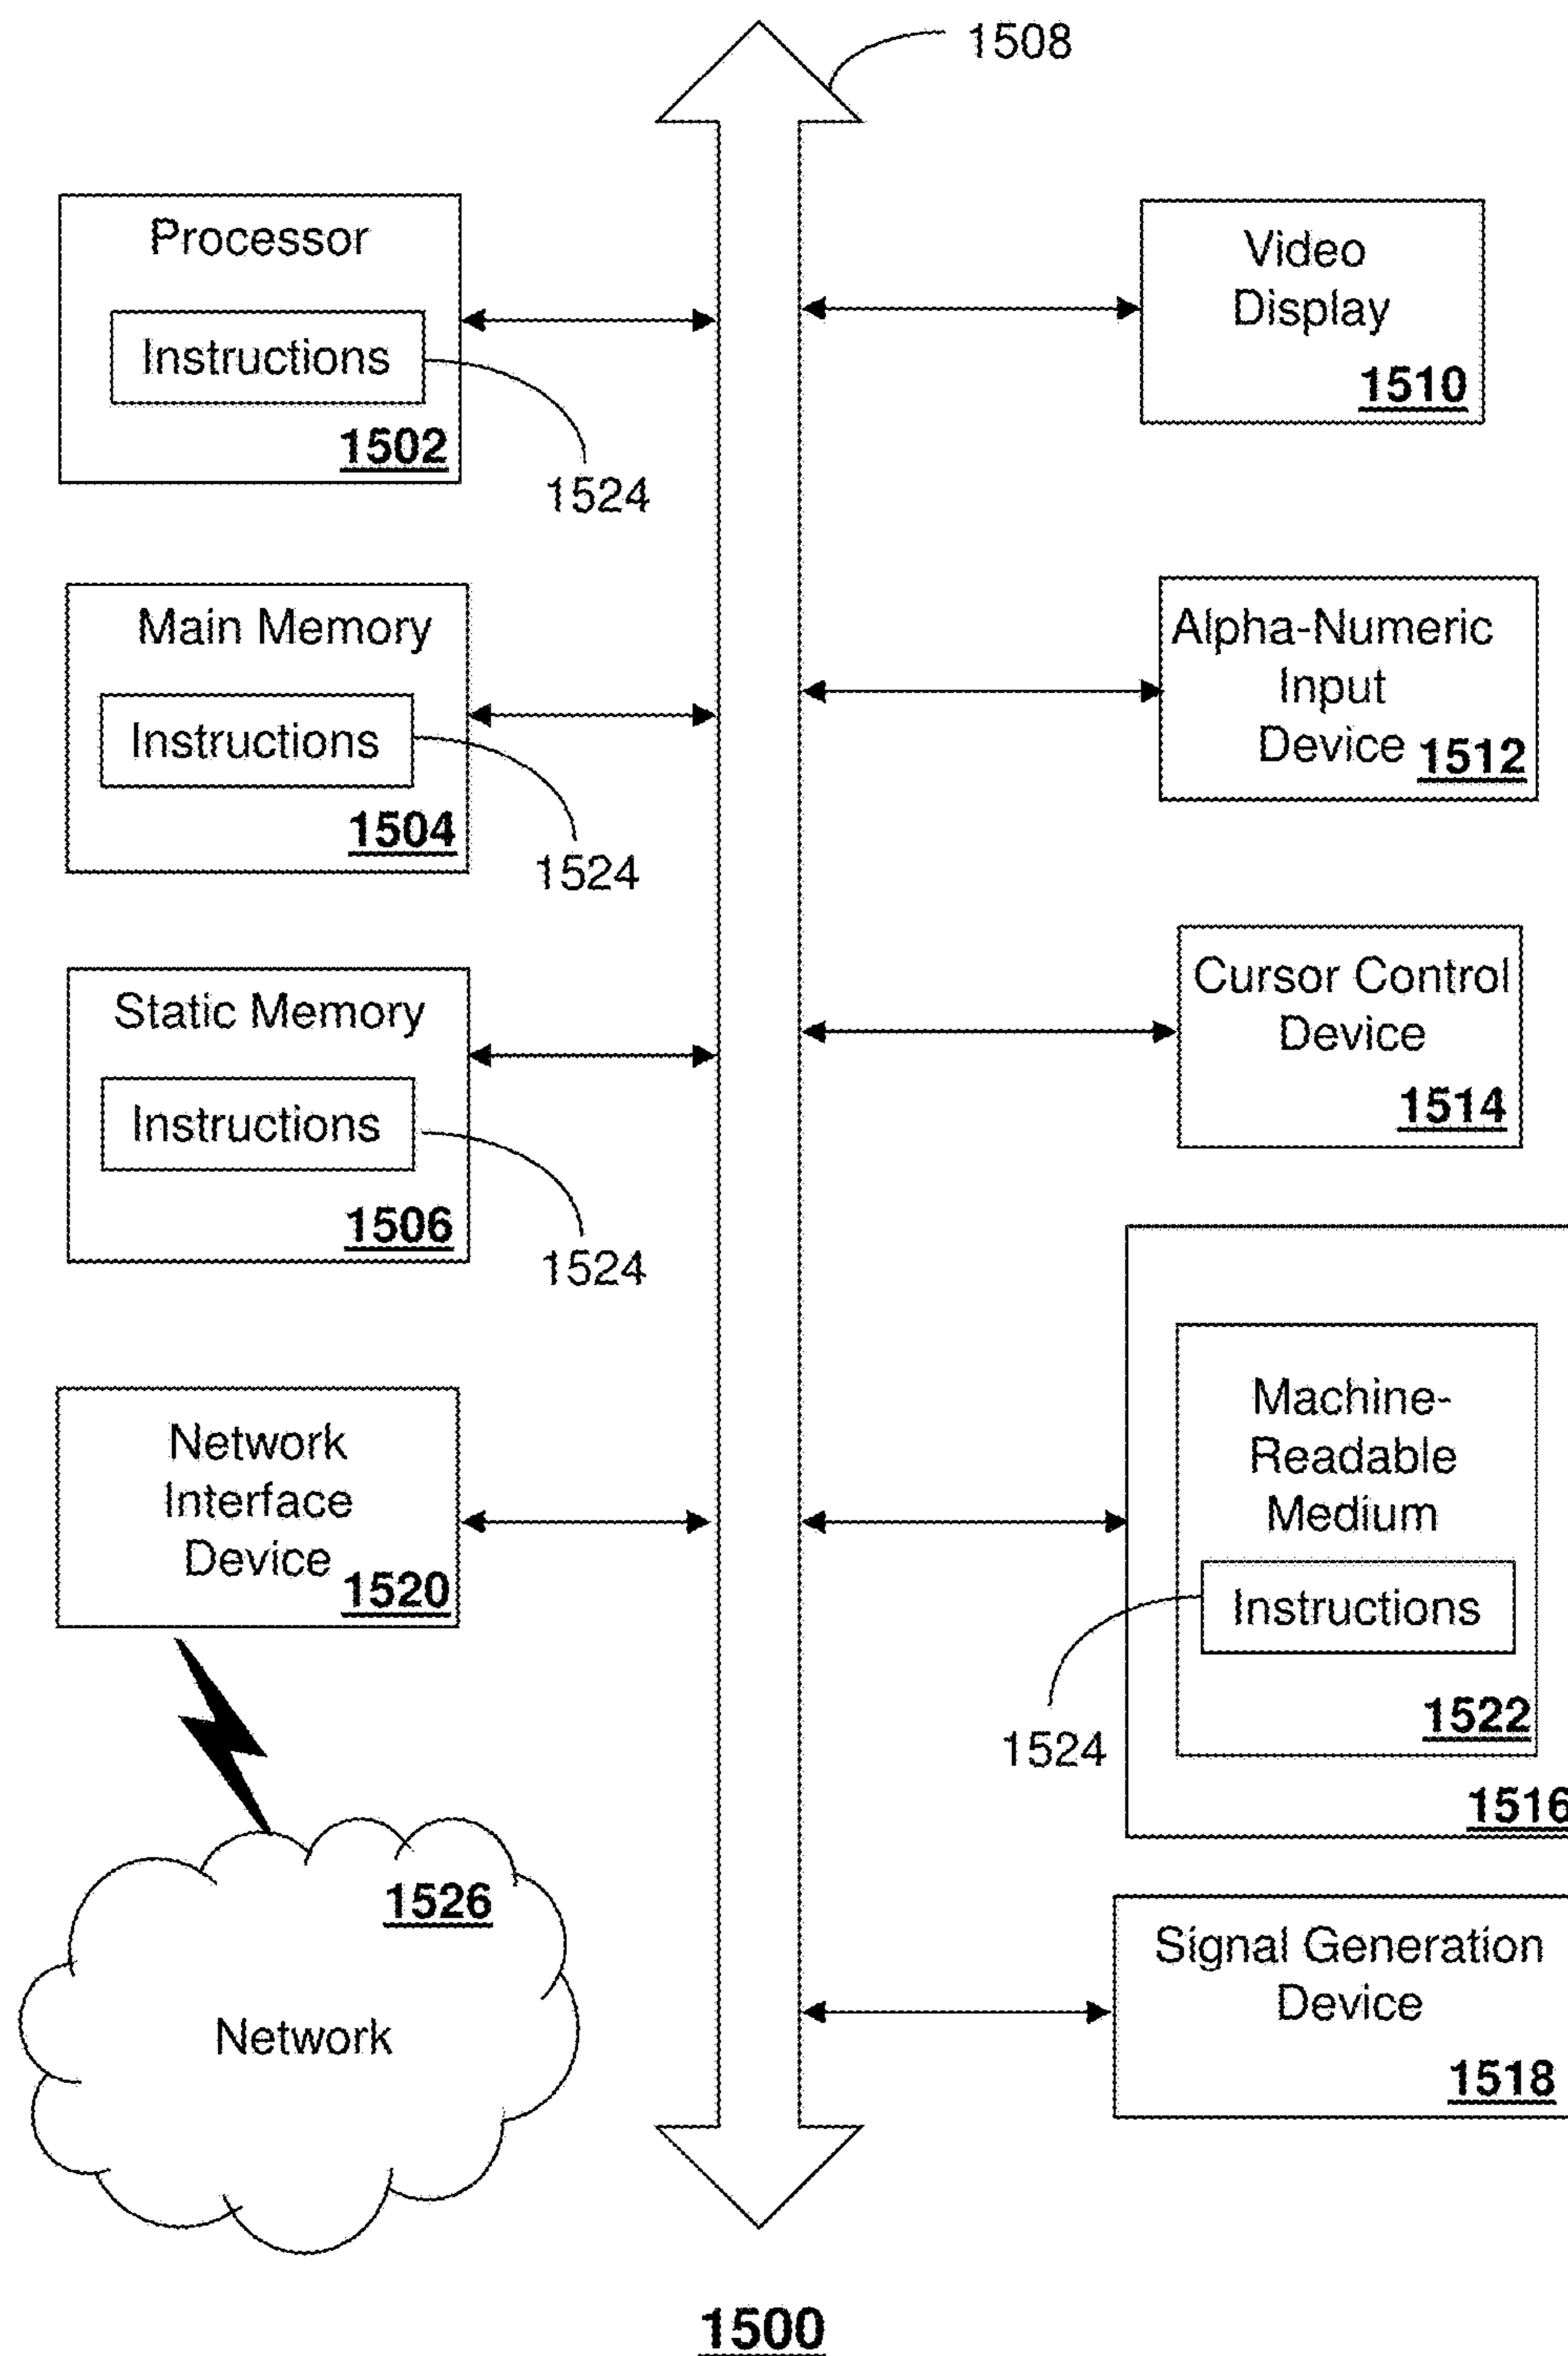 1508
Processor
Instructions
1502
1524
Video
Display
1510
Main Memory
Instructions
1504
1524
Alpha-Numeric
Input
Device 1512
Static Memory
Instructions
1506
1524
Cursor Control
Device
1514
Network
Interface
Device
1520
Machine-
Readable
Medium
Instructions
1522
1524
1516
1526
Network
Signal Generation
Device
1518
1500